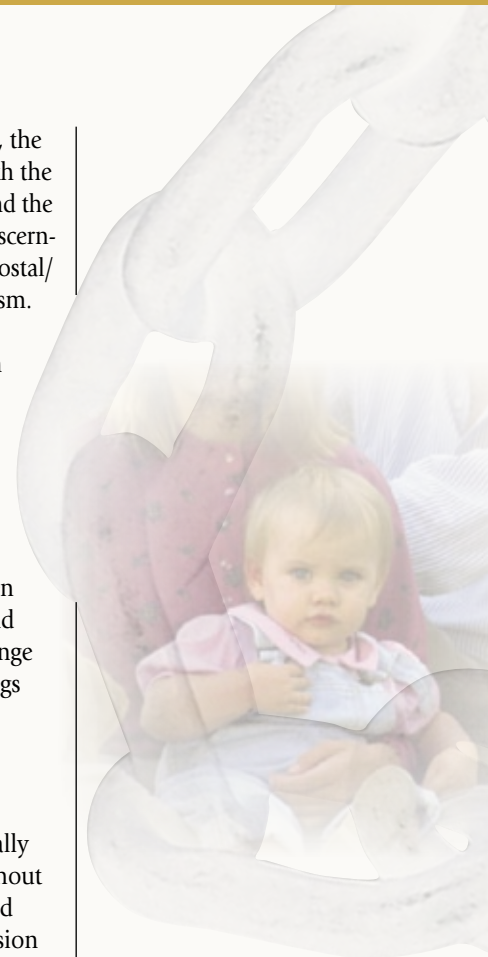 , the
h the
nd the
scern-
ostal/
sm.
n
n
d
nge
gs
ally
hout
d
sion